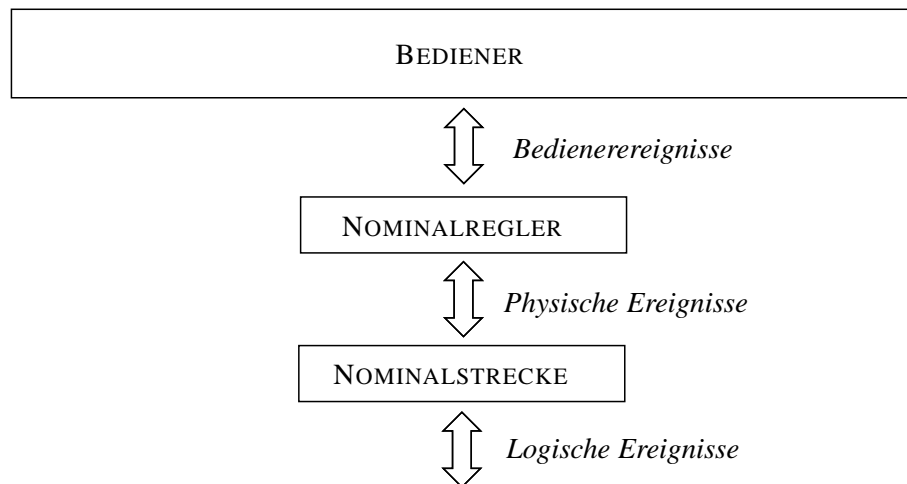 BEDIENER
Bedienerereignisse
NOMINALREGLER
Physische Ereignisse
NOMINALSTRECKE
Logische Ereignisse